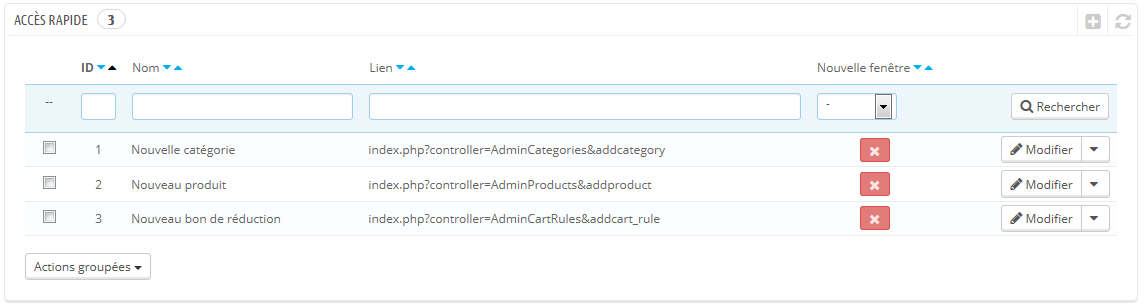 ACCÈS RAPIDE 3
ID Nom Lien Nouvelle fenêtre
-- - Rechercher
1 Nouvelle catégorie index.php?controller=AdminCategories&addcategory Modifier
2 Nouveau produit index.php?controller=AdminProducts&addproduct Modifier
3 Nouveau bon de réduction index.php?controller=AdminCartRules&addcart_rule Modifier
Actions groupées